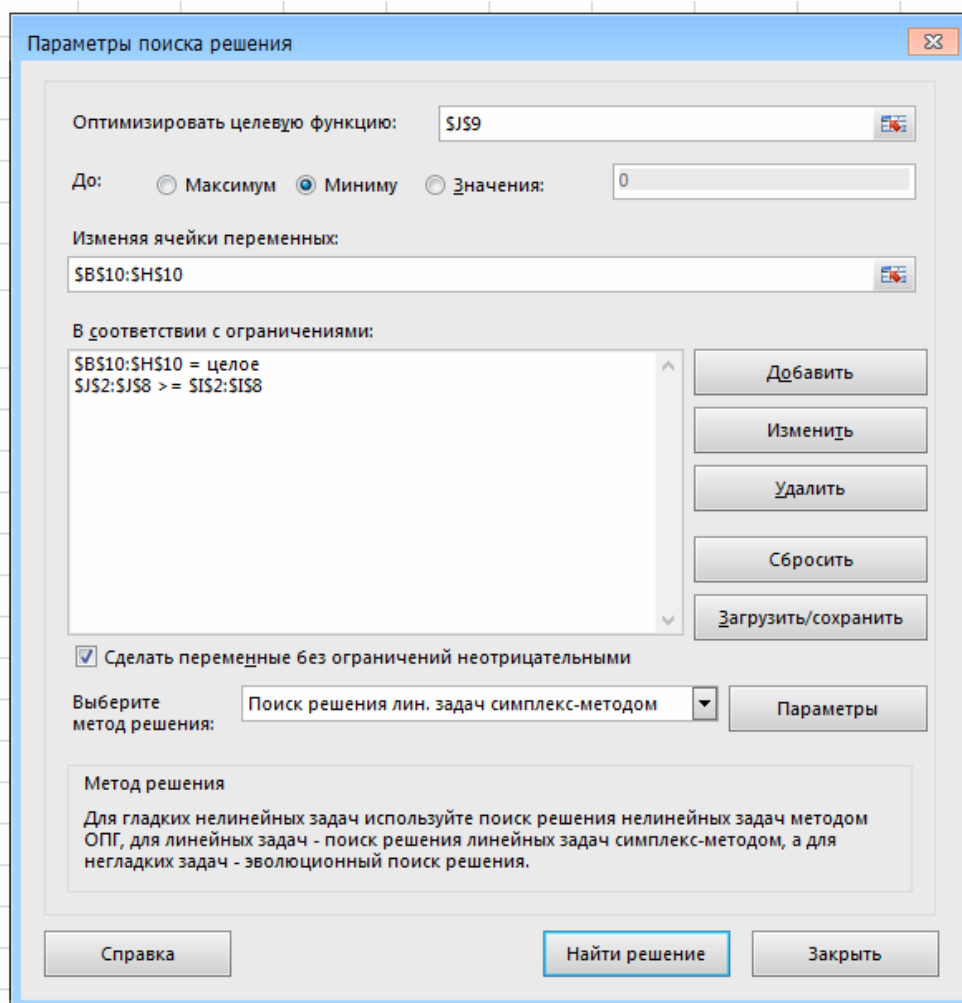 Параметры поиска решения
Оптимизировать целевую функцию: $J$9
До: Максимум Миниму Значения: 0
Изменяя ячейки переменных:
$B$10:$H$10
В соответствии с ограничениями:
$B$10:$H$10 = целое
$J$2:$J$8 >= $I$2:$I$8
Добавить
Изменить
Удалить
Сбросить
Загрузить/сохранить
Сделать переменные без ограничений неотрицательными
Выберите
метод решения:
Поиск решения лин. задач симплекс-методом
Параметры
Метод решения
Для гладких нелинейных задач используйте поиск решения нелинейных задач методом
ОПГ, для линейных задач - поиск решения линейных задач симплекс-методом, а для
негладких задач - эволюционный поиск решения.
Справка Найти решение Закрыть